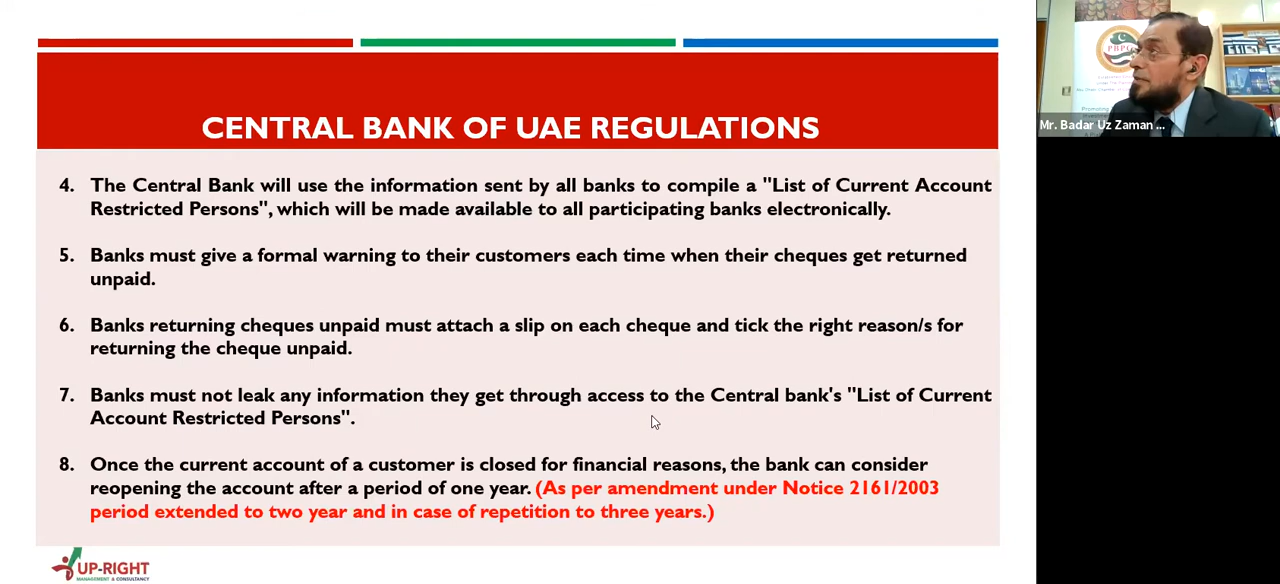 CENTRAL BANK OF UAE REGULATIONS
4. The Central Bank will use the information sent by all banks to compile a "List of Current Account
Restricted Persons", which will be made available to all participating banks electronically.
5. Banks must give a formal warning to their customers each time when their cheques get returned
unpaid.
6. Banks returning cheques unpaid must attach a slip on each cheque and tick the right reason/s for
returning the cheque unpaid.
7. Banks must not leak any information they get through access to the Central bank's "List of Current
Account Restricted Persons".
8. Once the current account of a customer is closed for financial reasons, the bank can consider
reopening the account after a period of one year. (As per amendment under Notice 2161/2003
period extended to two year and in case of repetition to three years.)
UP-RIGHT
MANAGEMENT & CONSULTANCY
PBPC
Promoting
Mr. Badar Uz Zaman ...